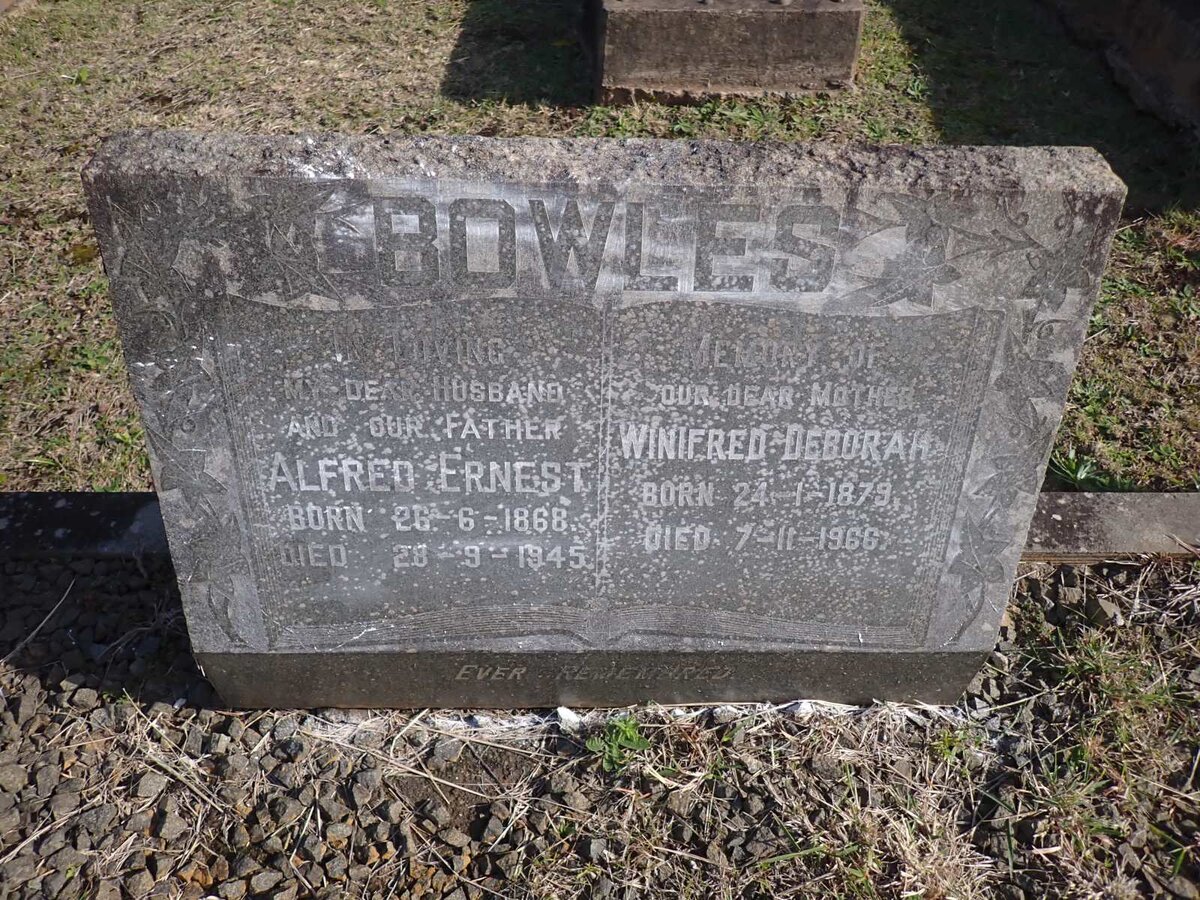 BOWLES
IN LOVING
MY DEAR HUSBAND
AND OUR FATHER
ALFRED ERNEST
BORN 26-6-1868.
DIED 28-9-1945.
MEMORY OF
OUR DEAR MOTHER
WINIFRED DEBORAH
BORN 24-1-1879.
DIED 7-11-1966.
EVER REMEMBRED